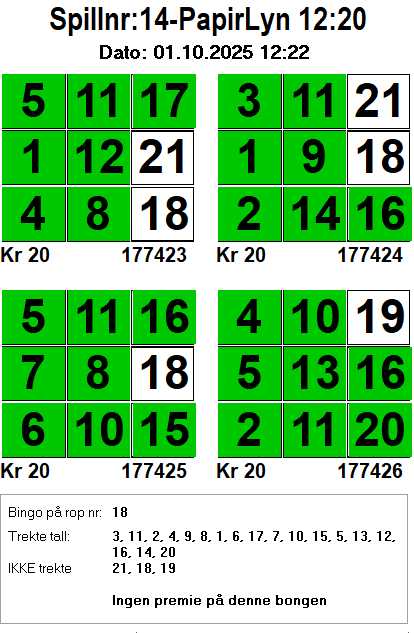 Spillnr:14-PapirLyn 12:20
Dato: 01.10.2025 12:22
5 11 17
1 12 21
4 8 18
Kr 20 177423
3 11 21
1 9 18
2 14 16
Kr 20 177424
5 11 16
7 8 18
6 10 15
Kr 20 177425
4 10 19
5 13 16
2 11 20
Kr 20 177426
Bingo på rop nr: 18
Trekte tall: 3, 11, 2, 4, 9, 8, 1, 6, 17, 7, 10, 15, 5, 13, 12,
16, 14, 20
IKKE trekte 21, 18, 19
Ingen premie på denne bongen